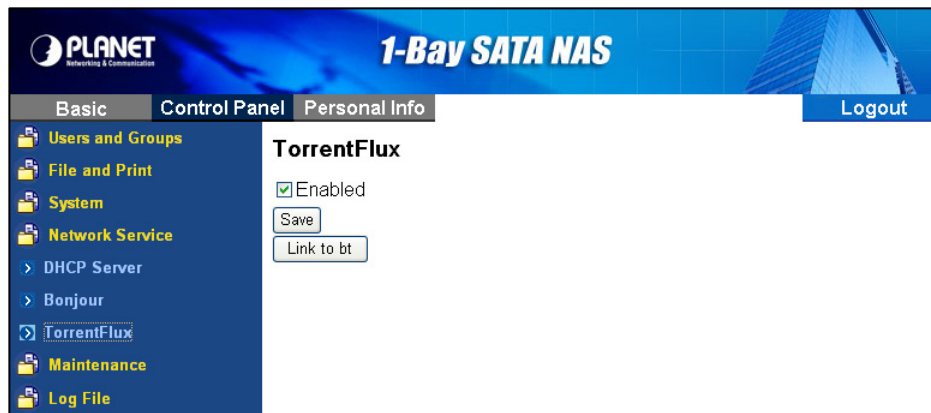 PLANET
Networking & Communication
1-Bay SATA NAS
Basic
Control Panel
Personal Info
Logout
Users and Groups
File and Print
System
Network Service
DHCP Server
Bonjour
TorrentFlux
Maintenance
Log File
TorrentFlux
Enabled
Save
Link to bt